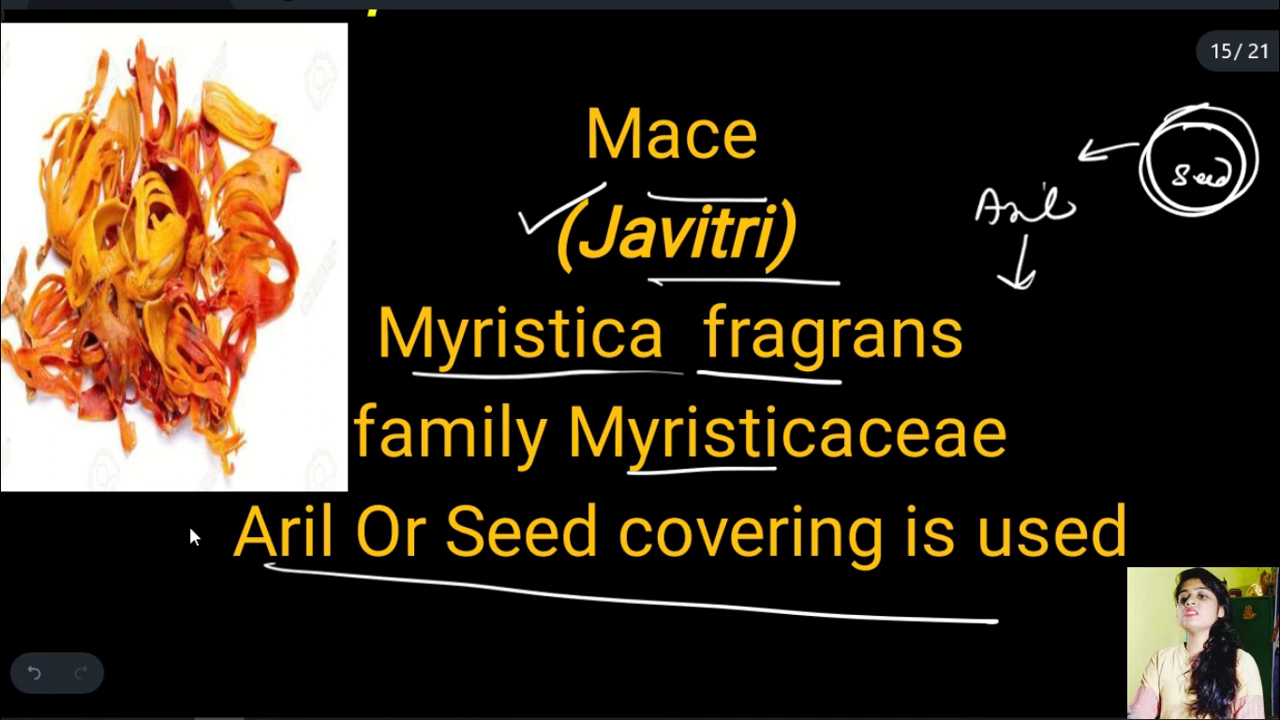 15/ 21
Mace
(Javitri)
Seed
Aril
Myristica fragrans
family Myristicaceae
Aril Or Seed covering is used